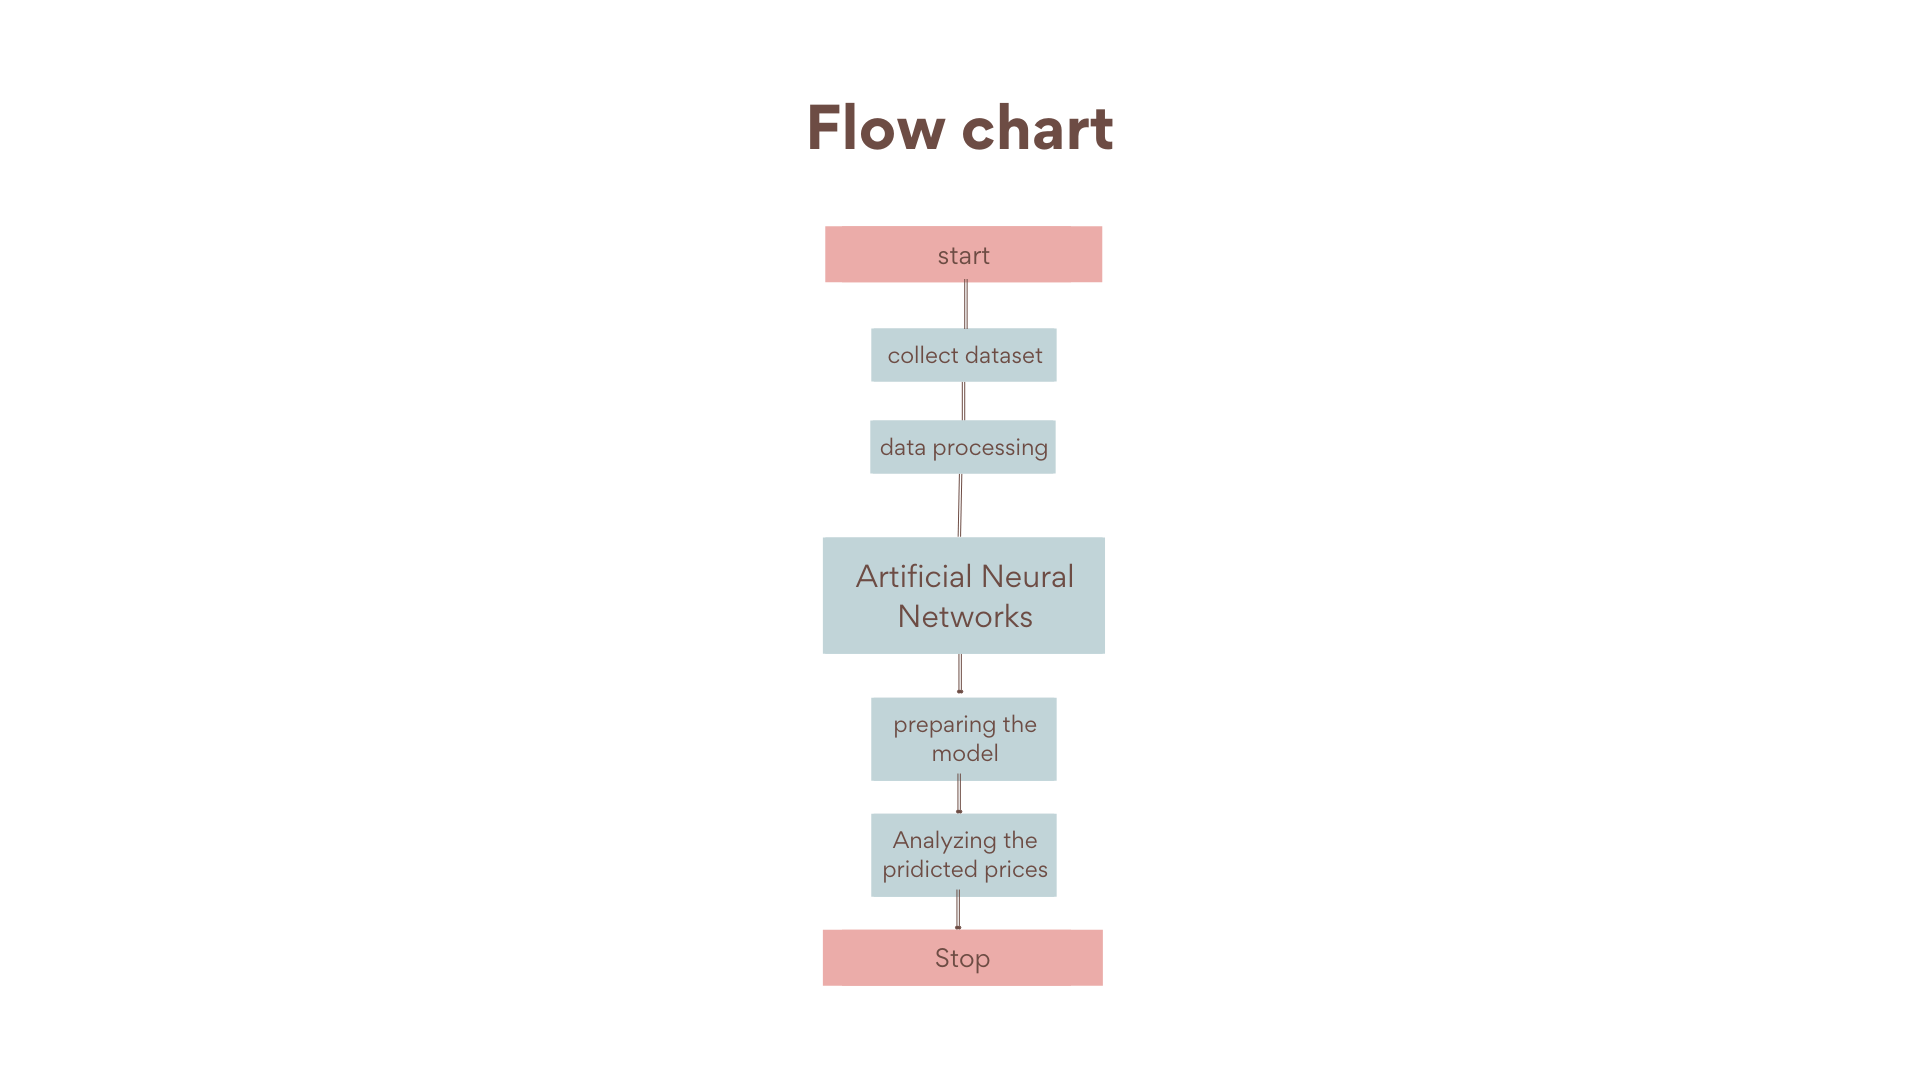 Flow chart
start
collect dataset
data processing
Artificial Neural
Networks
preparing the
model
Analyzing the
pridicted prices
Stop